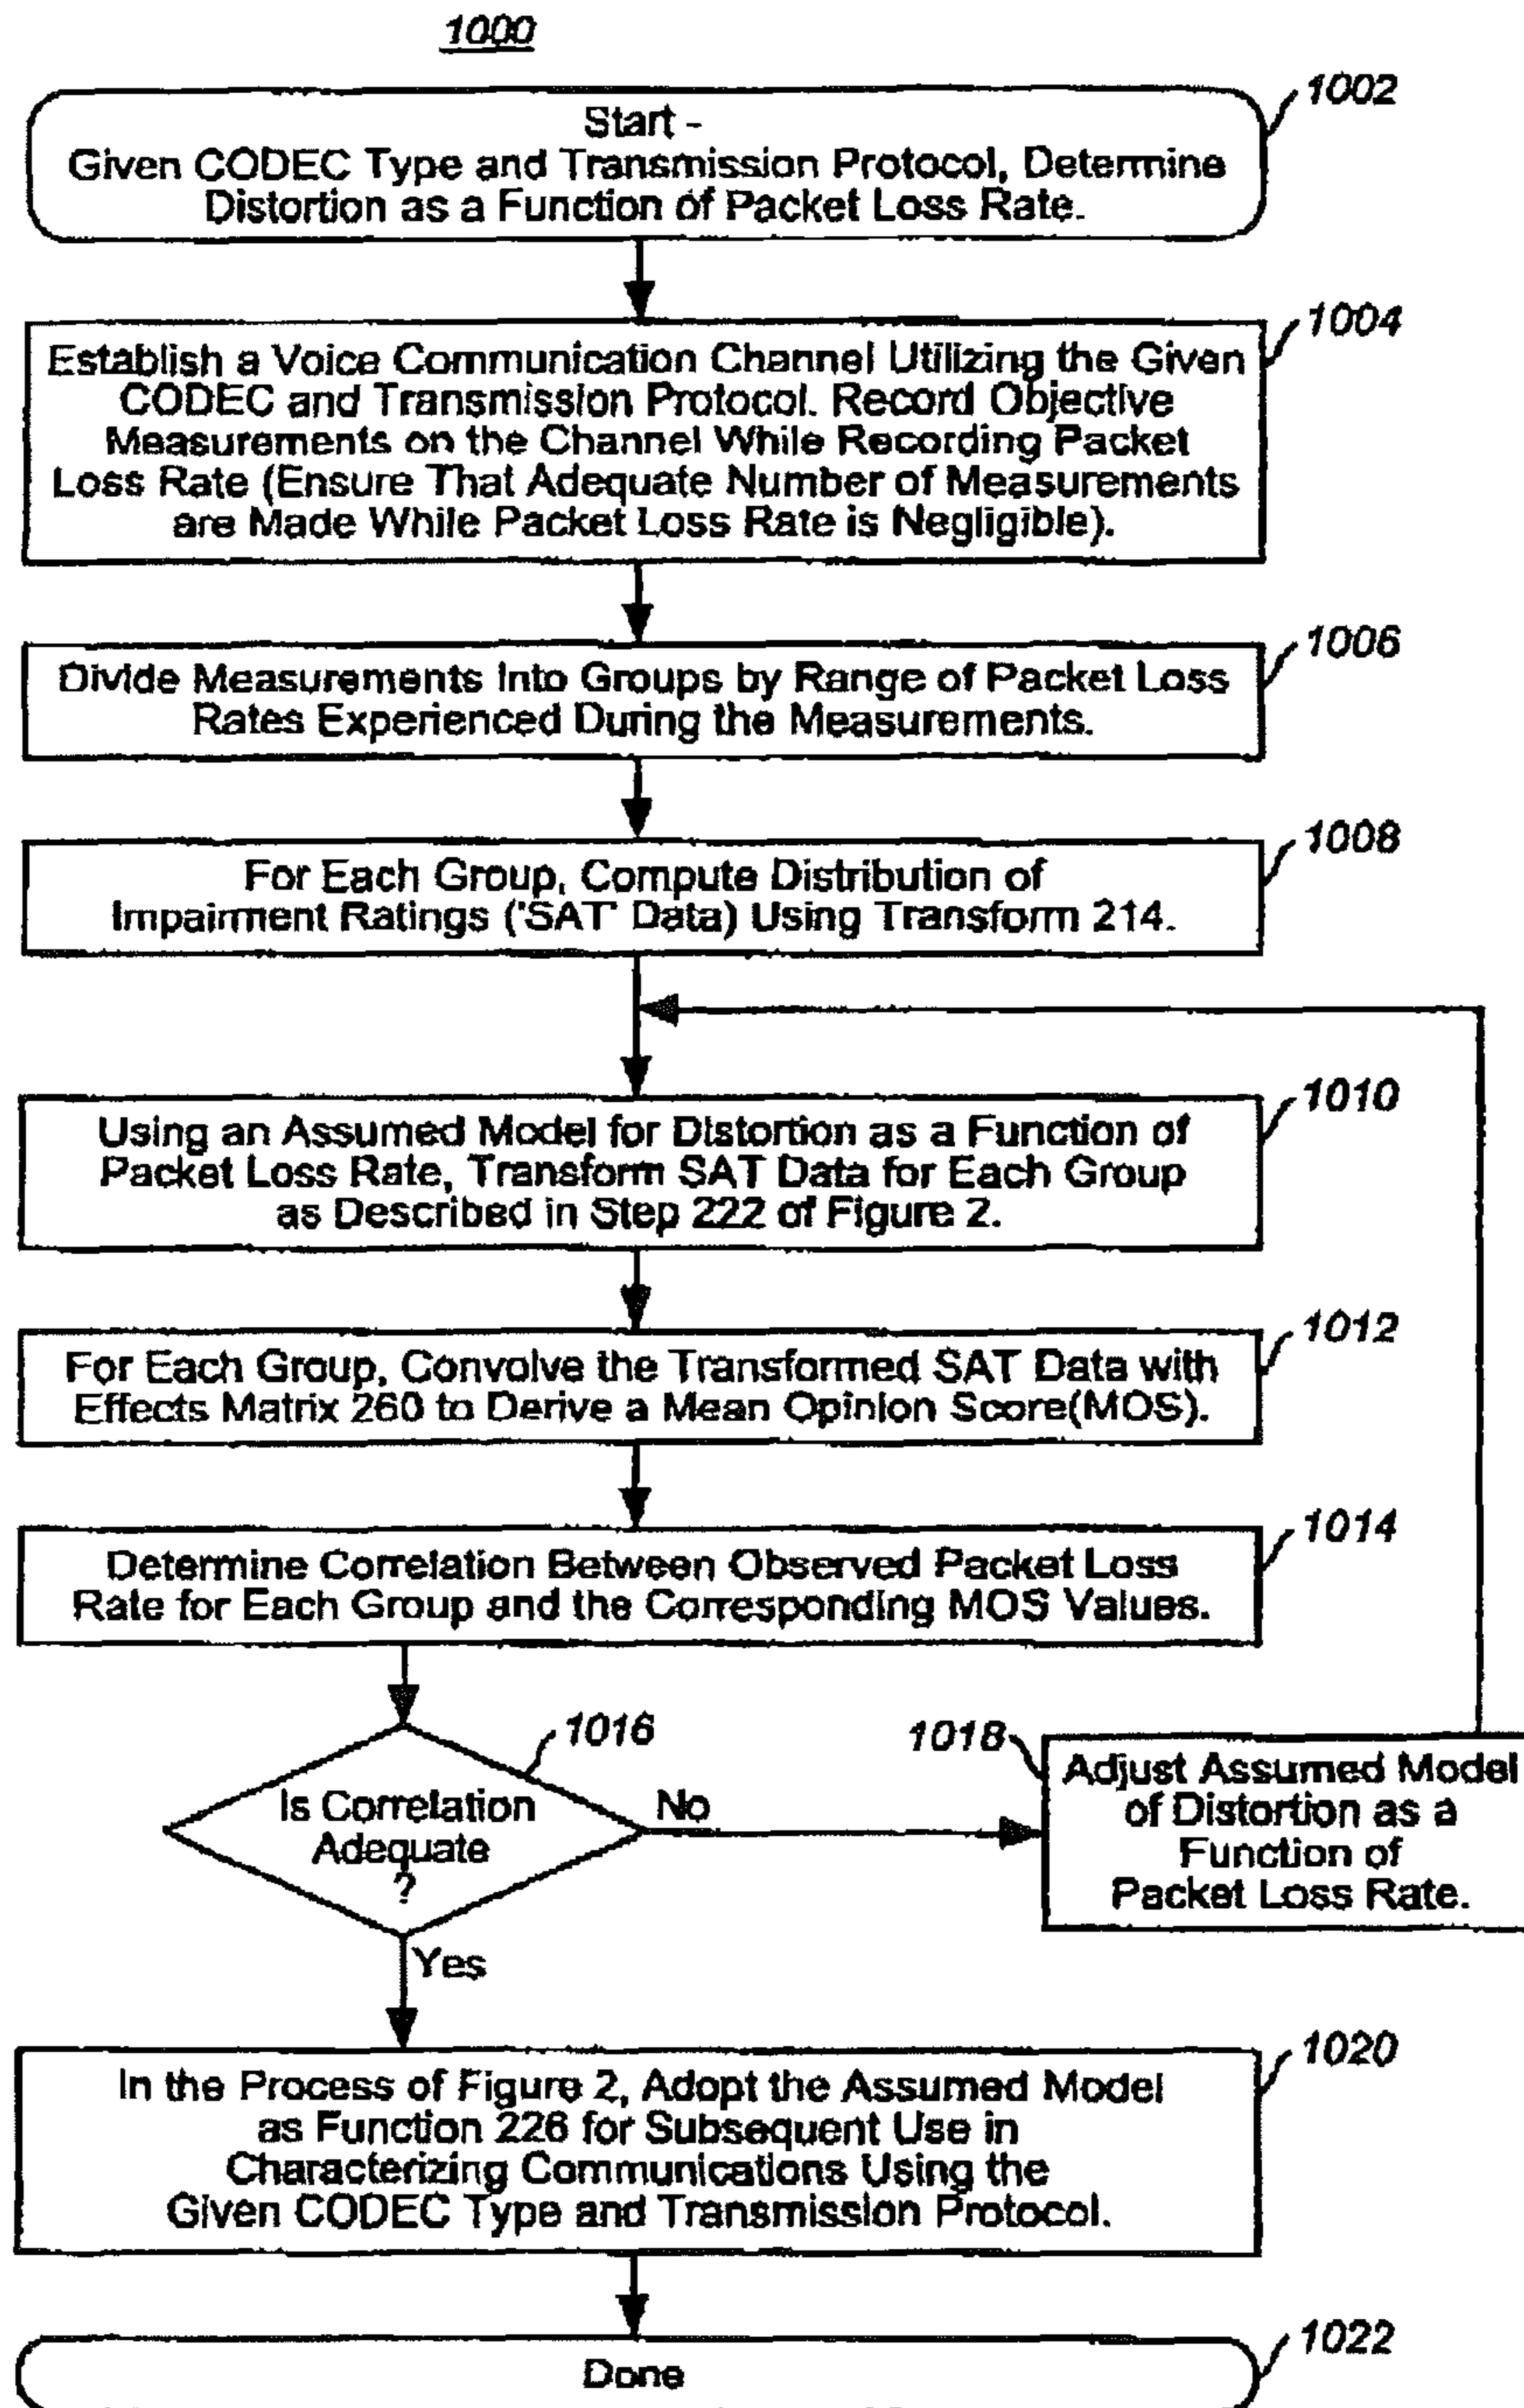 1000
1002
Start -
Given CODEC Type and Transmission Protocol, Determine
Distortion as a Function of Packet Loss Rate.
1004
Establish a Voice Communication Channel Utilizing the Given
CODEC and Transmission Protocol. Record Objective
Measurements on the Channel While Recording Packet
Loss Rate (Ensure That Adequate Number of Measurements
are Made While Packet Loss Rate is Negligible).
1006
Divide Measurements into Groups by Range of Packet Loss
Rates Experienced During the Measurements.
1008
For Each Group, Compute Distribution of
Impairment Ratings ('SAT' Data) Using Transform 214.
1010
Using an Assumed Model for Distortion as a Function of
Packet Loss Rate, Transform SAT Data for Each Group
as Described in Step 222 of Figure 2.
1012
For Each Group, Convolve the Transformed SAT Data with
Effects Matrix 260 to Derive a Mean Opinion Score(MOS).
1014
Determine Correlation Between Observed Packet Loss
Rate for Each Group and the Corresponding MOS Values.
1016
Is Correlation
Adequate
?
No
Yes
1018
Adjust Assumed Model
of Distortion as a
Function of
Packet Loss Rate.
1020
In the Process of Figure 2, Adopt the Assumed Model
as Function 226 for Subsequent Use in
Characterizing Communications Using the
Given CODEC Type and Transmission Protocol.
1022
Done